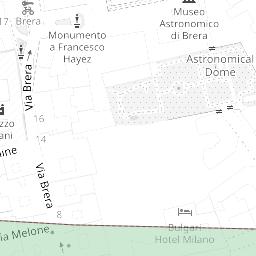 17
Brera
Monumento
a Francesco
Hayez
Museo
Astronomico
di Brera
Astronomical
Dome
Via Brera
16
14
Via Brera
8
Bulgari
Hotel Milano
Melone